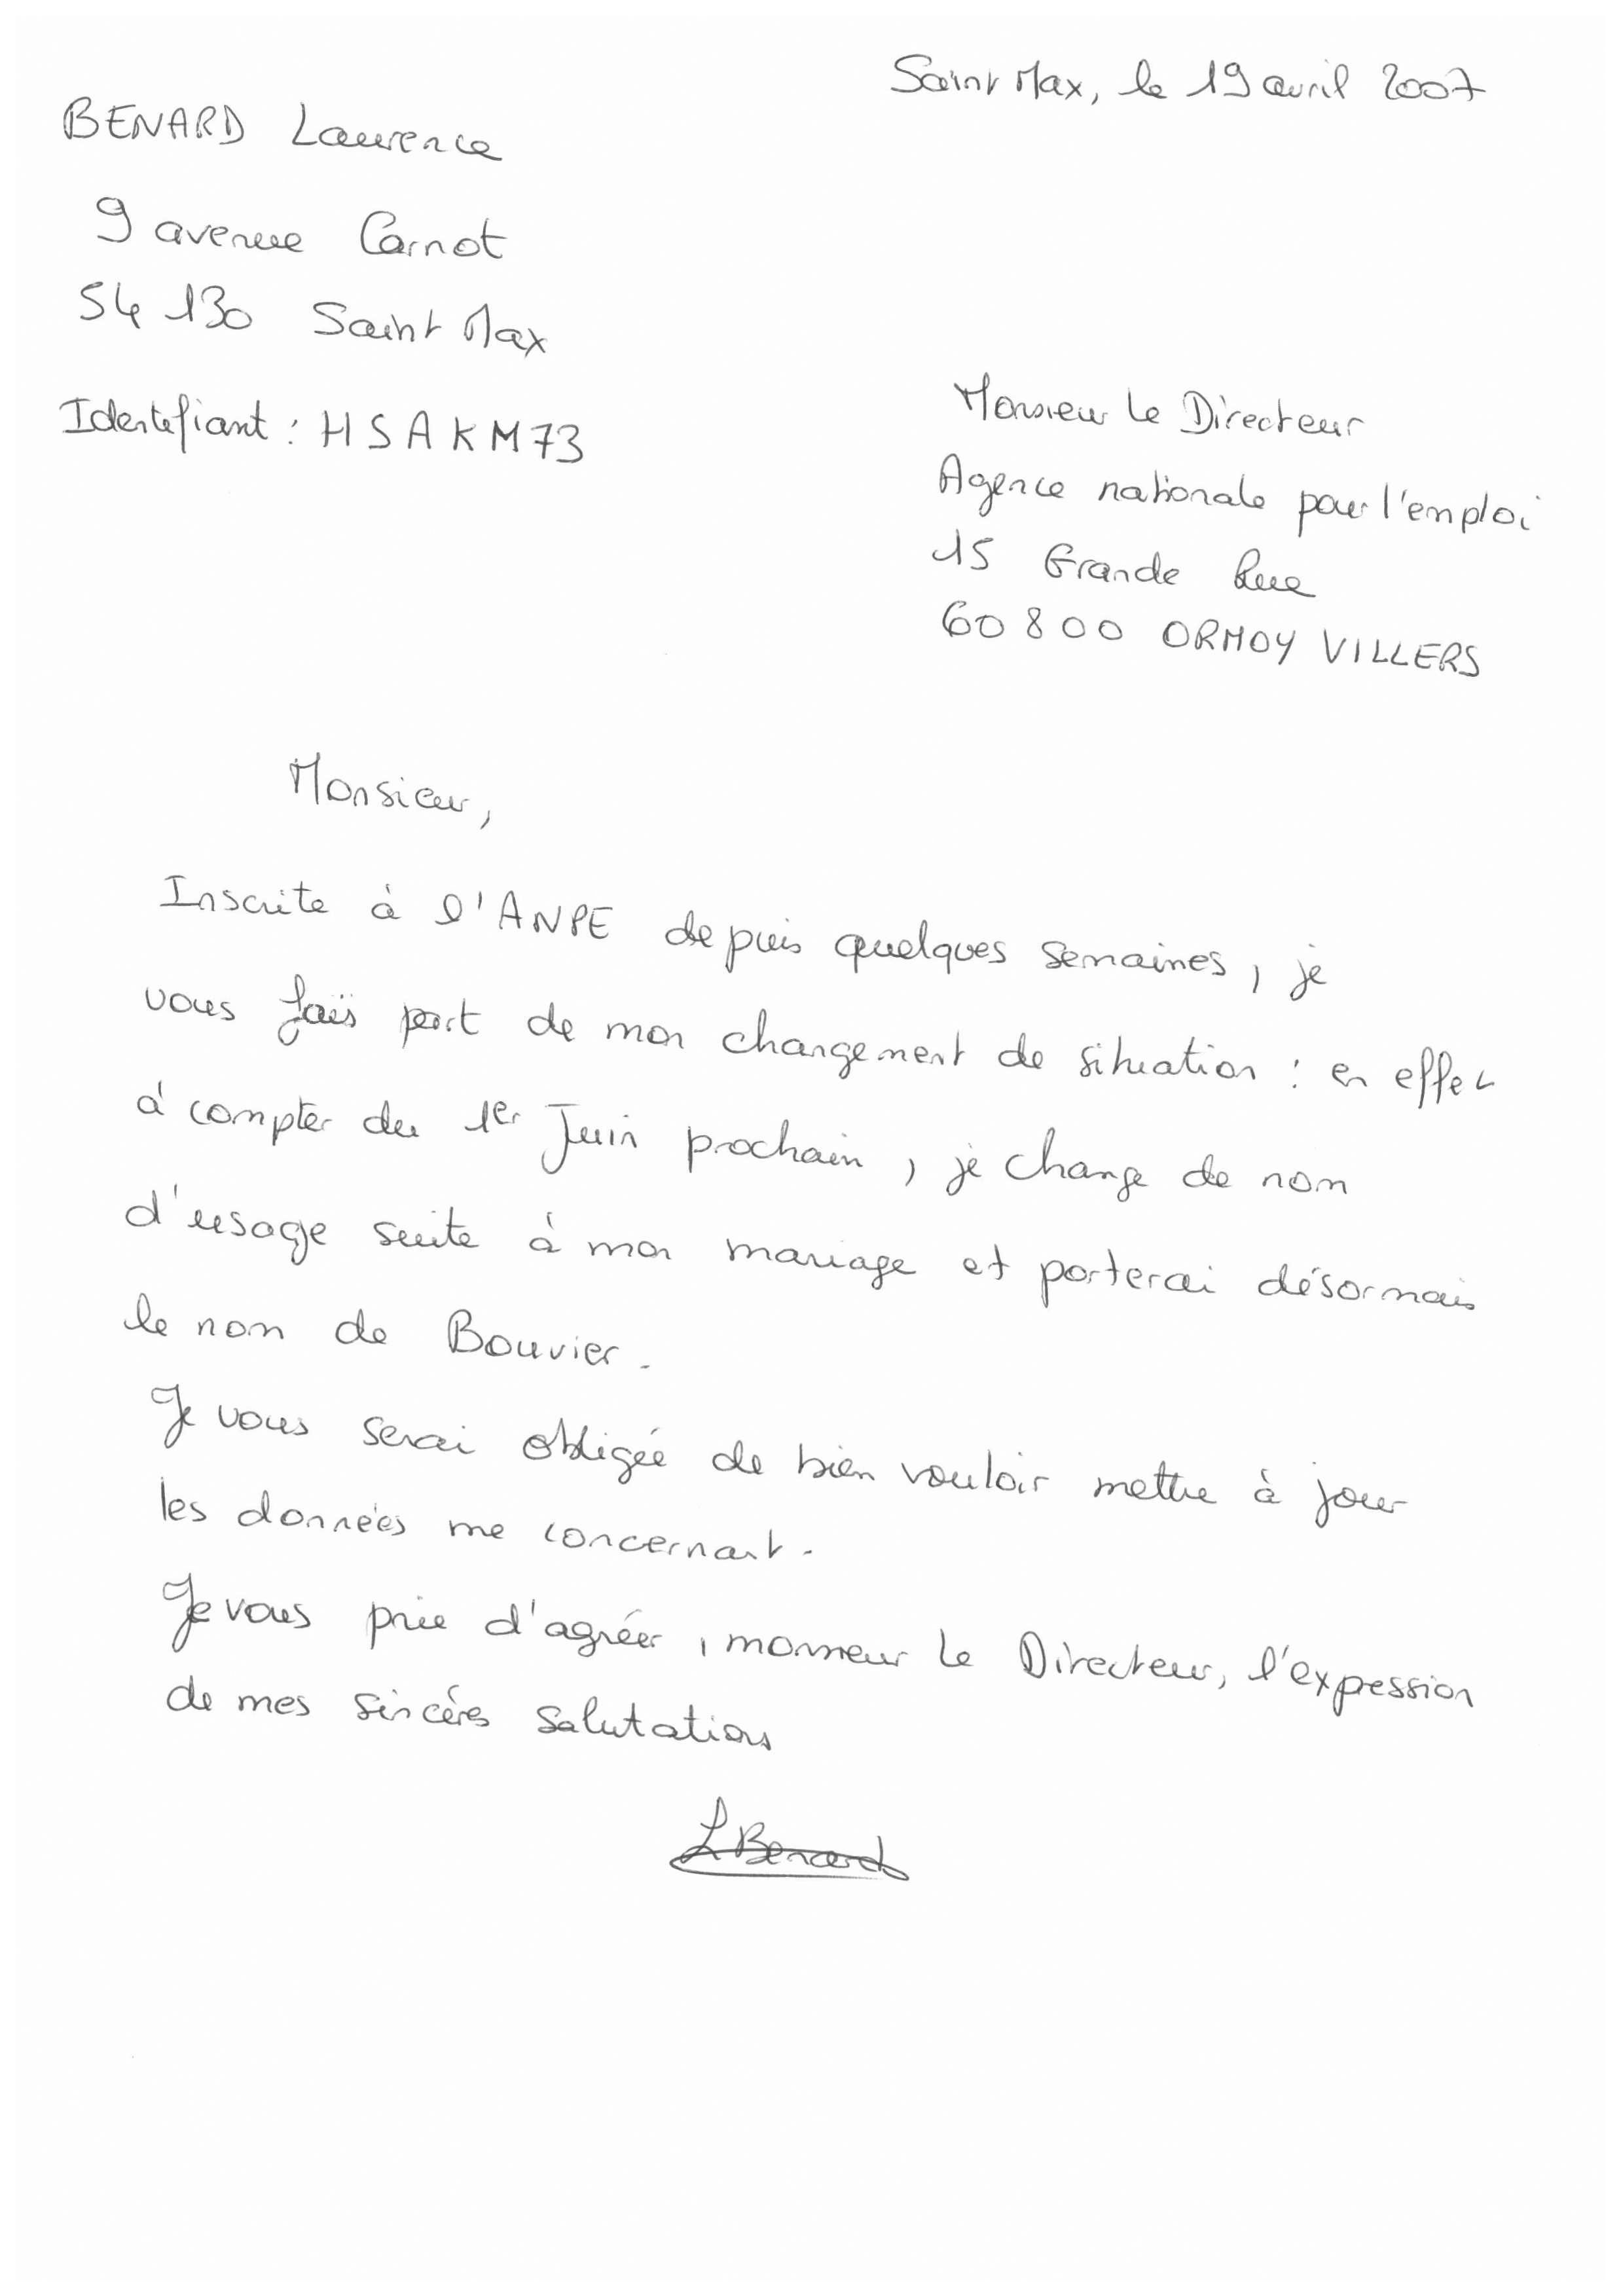 Saint Max, le 19 avril 2007
BENARD Laurence
9 avenue Carnot
54 130 Saint Max
Identifiant : HSAKM73
Monsieur le Directeur
Agence nationale pour l'emploi
15 Grande Rue
60 800 ORMOY VILLERS
Monsieur,
Inscrite à l'ANPE depuis quelques semaines, je
vous fais part de mon changement de situation : en effet
à compter du 1er Juin prochain, je change de nom
d'usage suite à mon mariage et porterai désormais
le nom de Bouvier.
Je vous serai obligée de bien vouloir mettre à jour
les données me concernant.
Je vous prie d'agréer, monsieur le Directeur, l'expression
de mes sincères salutations
L Benard